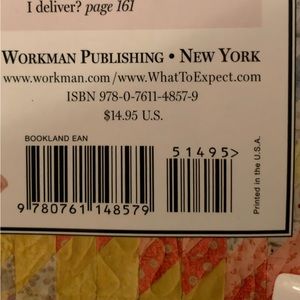 I deliver? page 161
WORKMAN PUBLISHING • NEW YORK
www.workman.com/www.WhatToExpect.com
ISBN 978-0-7611-4857-9
$14.95 U.S.
BOOKLAND EAN
51495>
9 780761 148579
Printed in the U.S.A.